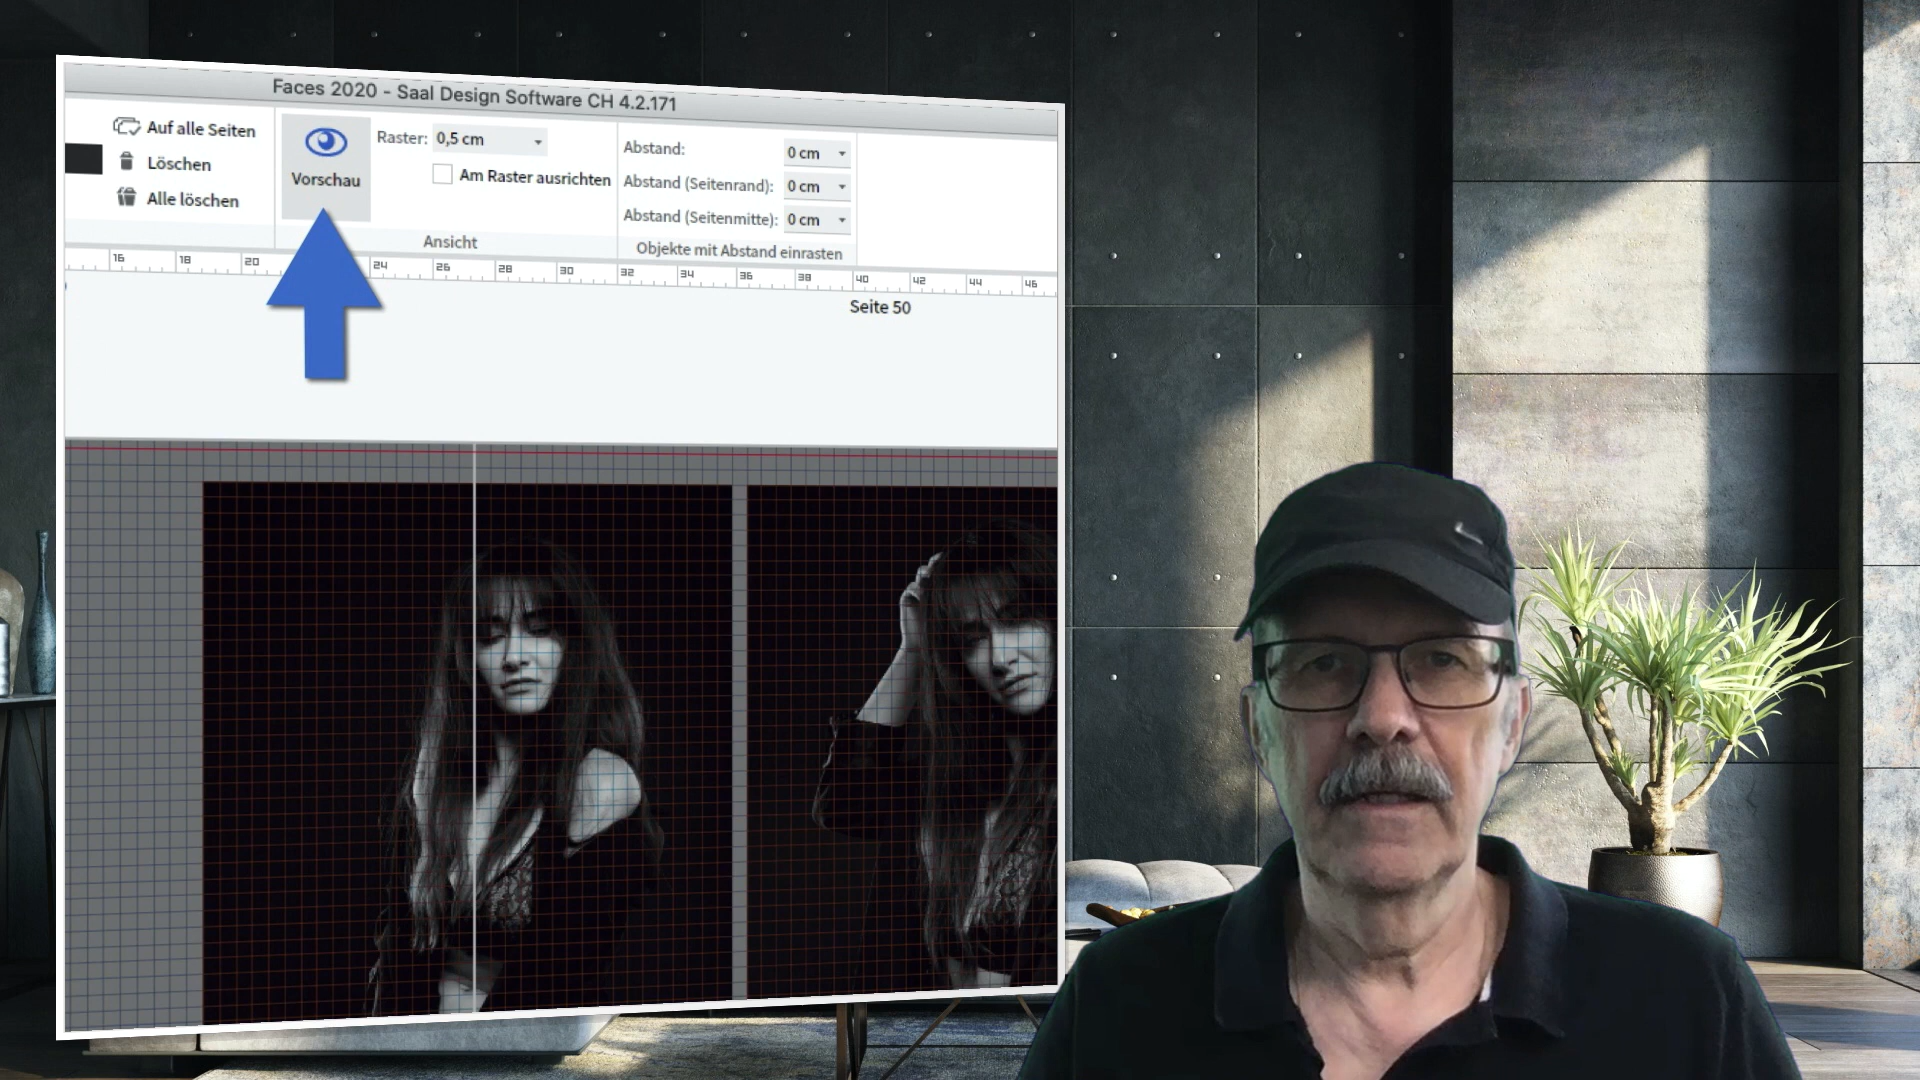 Faces 2020 - Saal Design Software CH 4.2.171
Auf alle Seiten
Löschen
Alle löschen
Vorschau
Raster: 0,5 cm
Am Raster ausrichten
Ansicht
Abstand: 0 cm
Abstand (Seitenrand): 0 cm
Abstand (Seitenmitte): 0 cm
Objekte mit Abstand einrasten
16 18 20 24 26 28 30 32 34 36 38 40 42 44 46
Seite 50